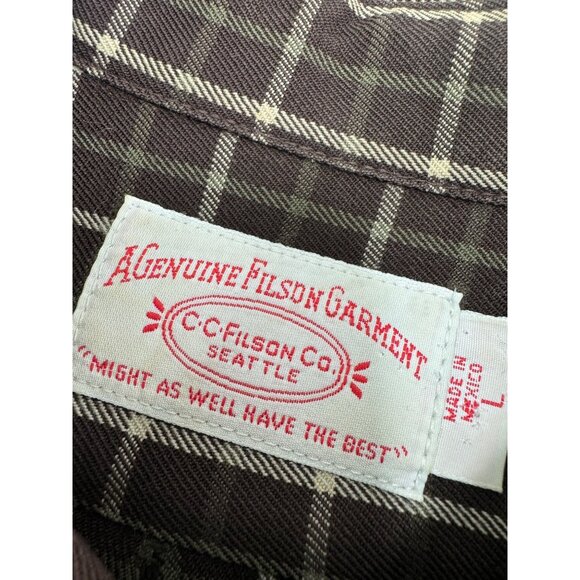 A GENUINE FILSON GARMENT
C.C. FILSON CO.
SEATTLE
"MIGHT AS WELL HAVE THE BEST"
MADE IN
MEXICO
L